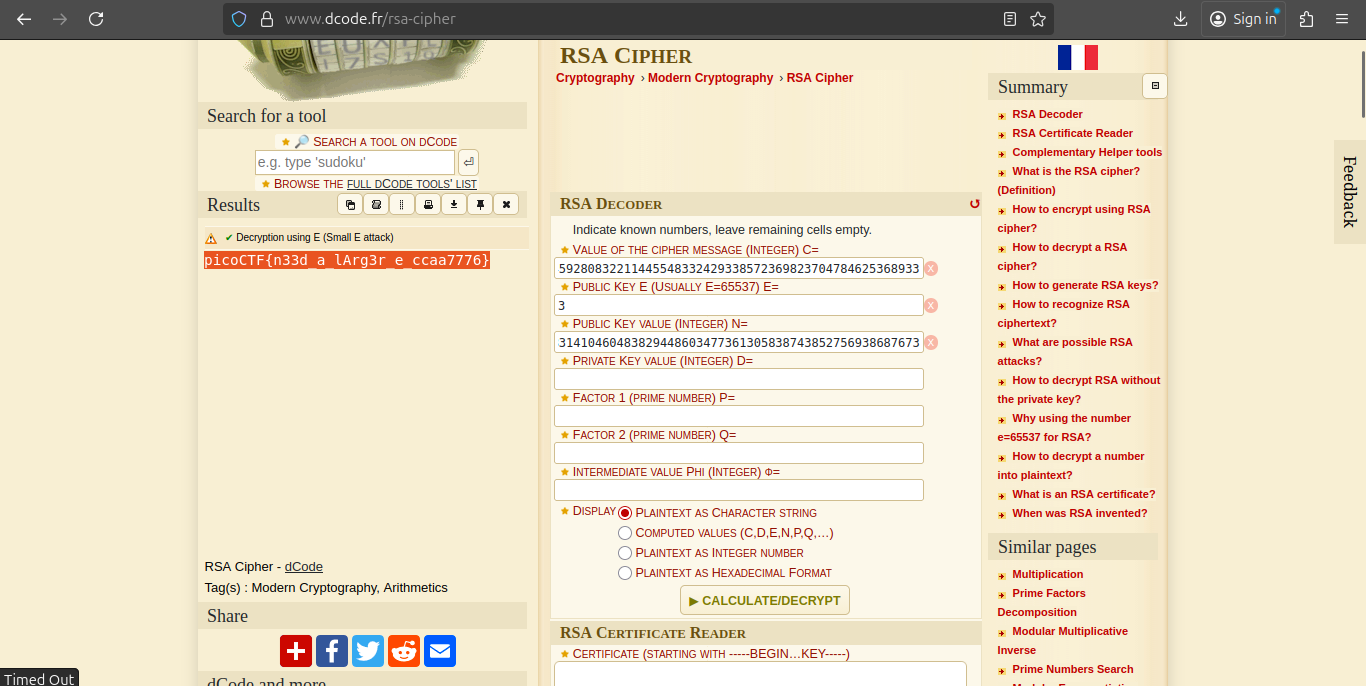 www.dcode.fr/rsa-cipher
Sign in
Search for a tool
SEARCH A TOOL ON DCODE
e.g. type 'sudoku'
BROWSE THE FULL DCODE TOOLS' LIST
Results
Decryption using E (Small E attack)
picoCTF{n33d_a_lArg3r_e_ccaa7776}
RSA Cipher - dCode
Tag(s) : Modern Cryptography, Arithmetics
Share
dCode and more
Timed Out
RSA CIPHER
Cryptography › Modern Cryptography › RSA Cipher
RSA DECODER
Indicate known numbers, leave remaining cells empty.
VALUE OF THE CIPHER MESSAGE (INTEGER) C=
59280832211445548332429338572369823704784625368933
X
PUBLIC KEY E (USUALLY E=65537) E=
3
X
PUBLIC KEY VALUE (INTEGER) N=
31410460483829448603477361305838743852756938687673
X
PRIVATE KEY VALUE (INTEGER) D=
FACTOR 1 (PRIME NUMBER) P=
FACTOR 2 (PRIME NUMBER) Q=
INTERMEDIATE VALUE PHI (INTEGER) Φ=
DISPLAY
PLAINTEXT AS CHARACTER STRING
COMPUTED VALUES (C,D,E,N,P,Q,…)
PLAINTEXT AS INTEGER NUMBER
PLAINTEXT AS HEXADECIMAL FORMAT
▶ CALCULATE/DECRYPT
RSA CERTIFICATE READER
CERTIFICATE (STARTING WITH -----BEGIN…KEY-----)
Summary
RSA Decoder
RSA Certificate Reader
Complementary Helper tools
What is the RSA cipher?
(Definition)
How to encrypt using RSA
cipher?
How to decrypt a RSA
cipher?
How to generate RSA keys?
How to recognize RSA
ciphertext?
What are possible RSA
attacks?
How to decrypt RSA without
the private key?
Why using the number
e=65537 for RSA?
How to decrypt a number
into plaintext?
What is an RSA certificate?
When was RSA invented?
Similar pages
Multiplication
Prime Factors
Decomposition
Modular Multiplicative
Inverse
Prime Numbers Search
Feedback